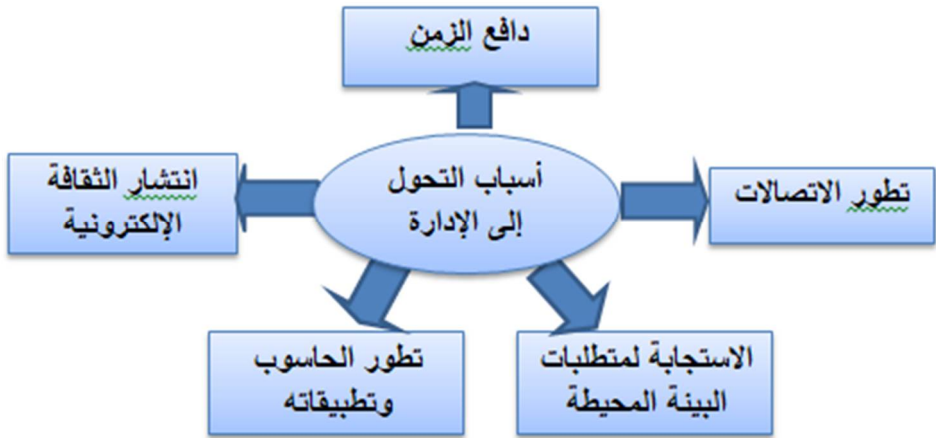 دافع الزمن
أسباب التحول
إلى الإدارة
تطور الاتصالات
انتشار الثقافة
الإلكترونية
الاستجابة لمتطلبات
البيئة المحيطة
تطور الحاسوب
وتطبيقاته